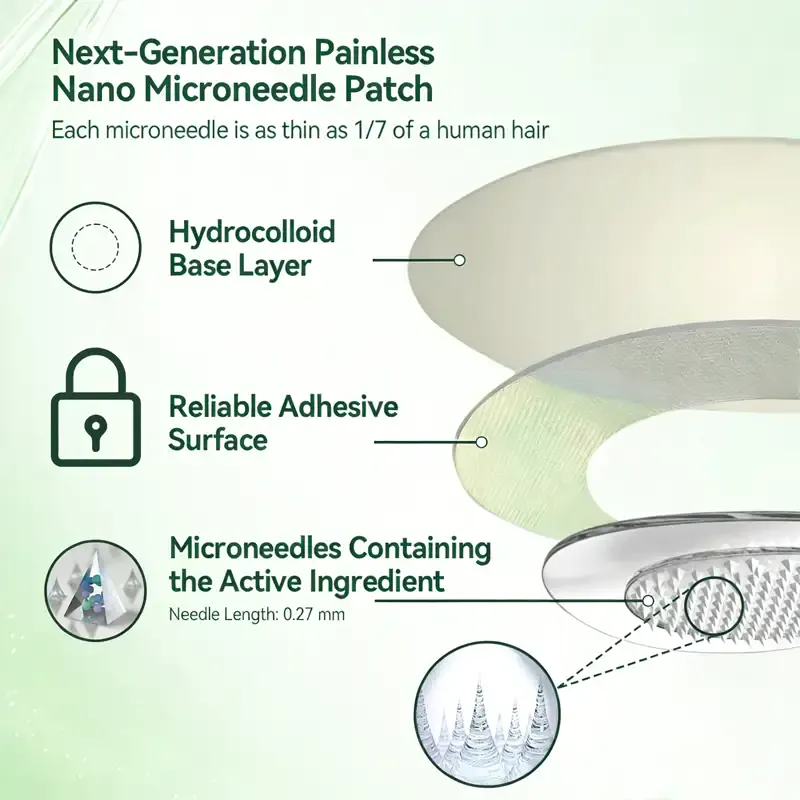 Next-Generation Painless
Nano Microneedle Patch
Each microneedle is as thin as 1/7 of a human hair
Hydrocolloid
Base Layer
Reliable Adhesive
Surface
Microneedles Containing
the Active Ingredient
Needle Length: 0.27 mm